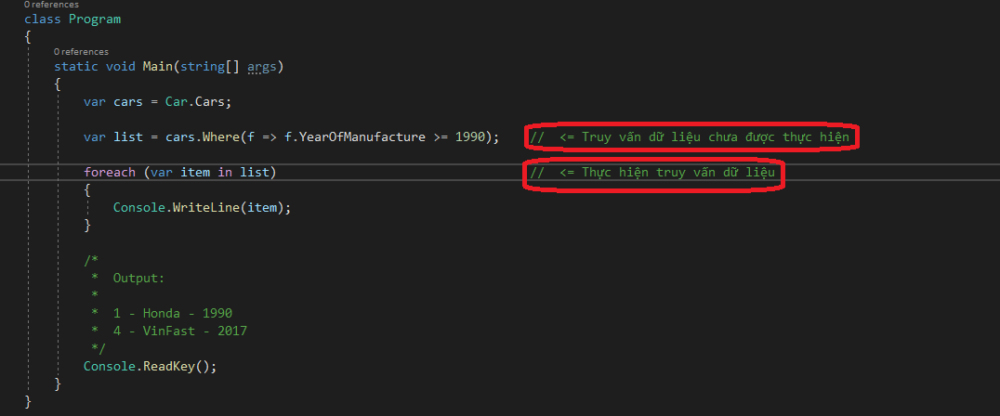 0 references
class Program
{
0 references
static void Main(string[] args)
{
var cars = Car.Cars;
var list = cars.Where(f => f.YearOfManufacture >= 1990); // <= Truy vấn dữ liệu chưa được thực hiện
foreach (var item in list) // <= Thực hiện truy vấn dữ liệu
{
Console.WriteLine(item);
}
/*
* Output:
*
* 1 - Honda - 1990
* 4 - VinFast - 2017
*/
Console.ReadKey();
}
}